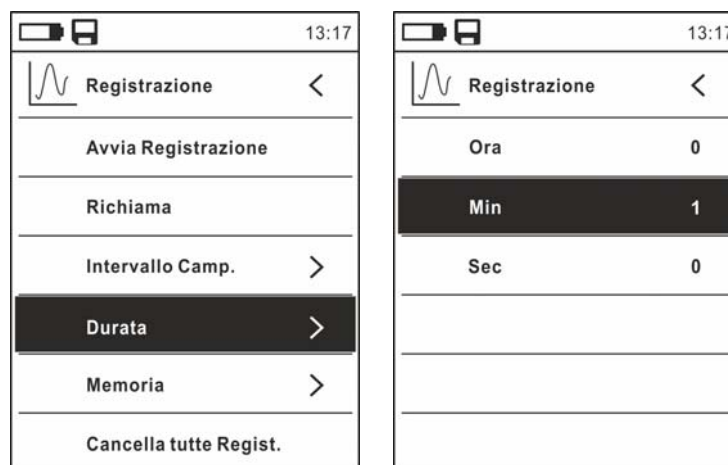 13:17
Registrazione <
Avvia Registrazione
Richiama
Intervallo Camp. >
Durata >
Memoria >
Cancella tutte Regist.
13:17
Registrazione <
Ora 0
Min 1
Sec 0